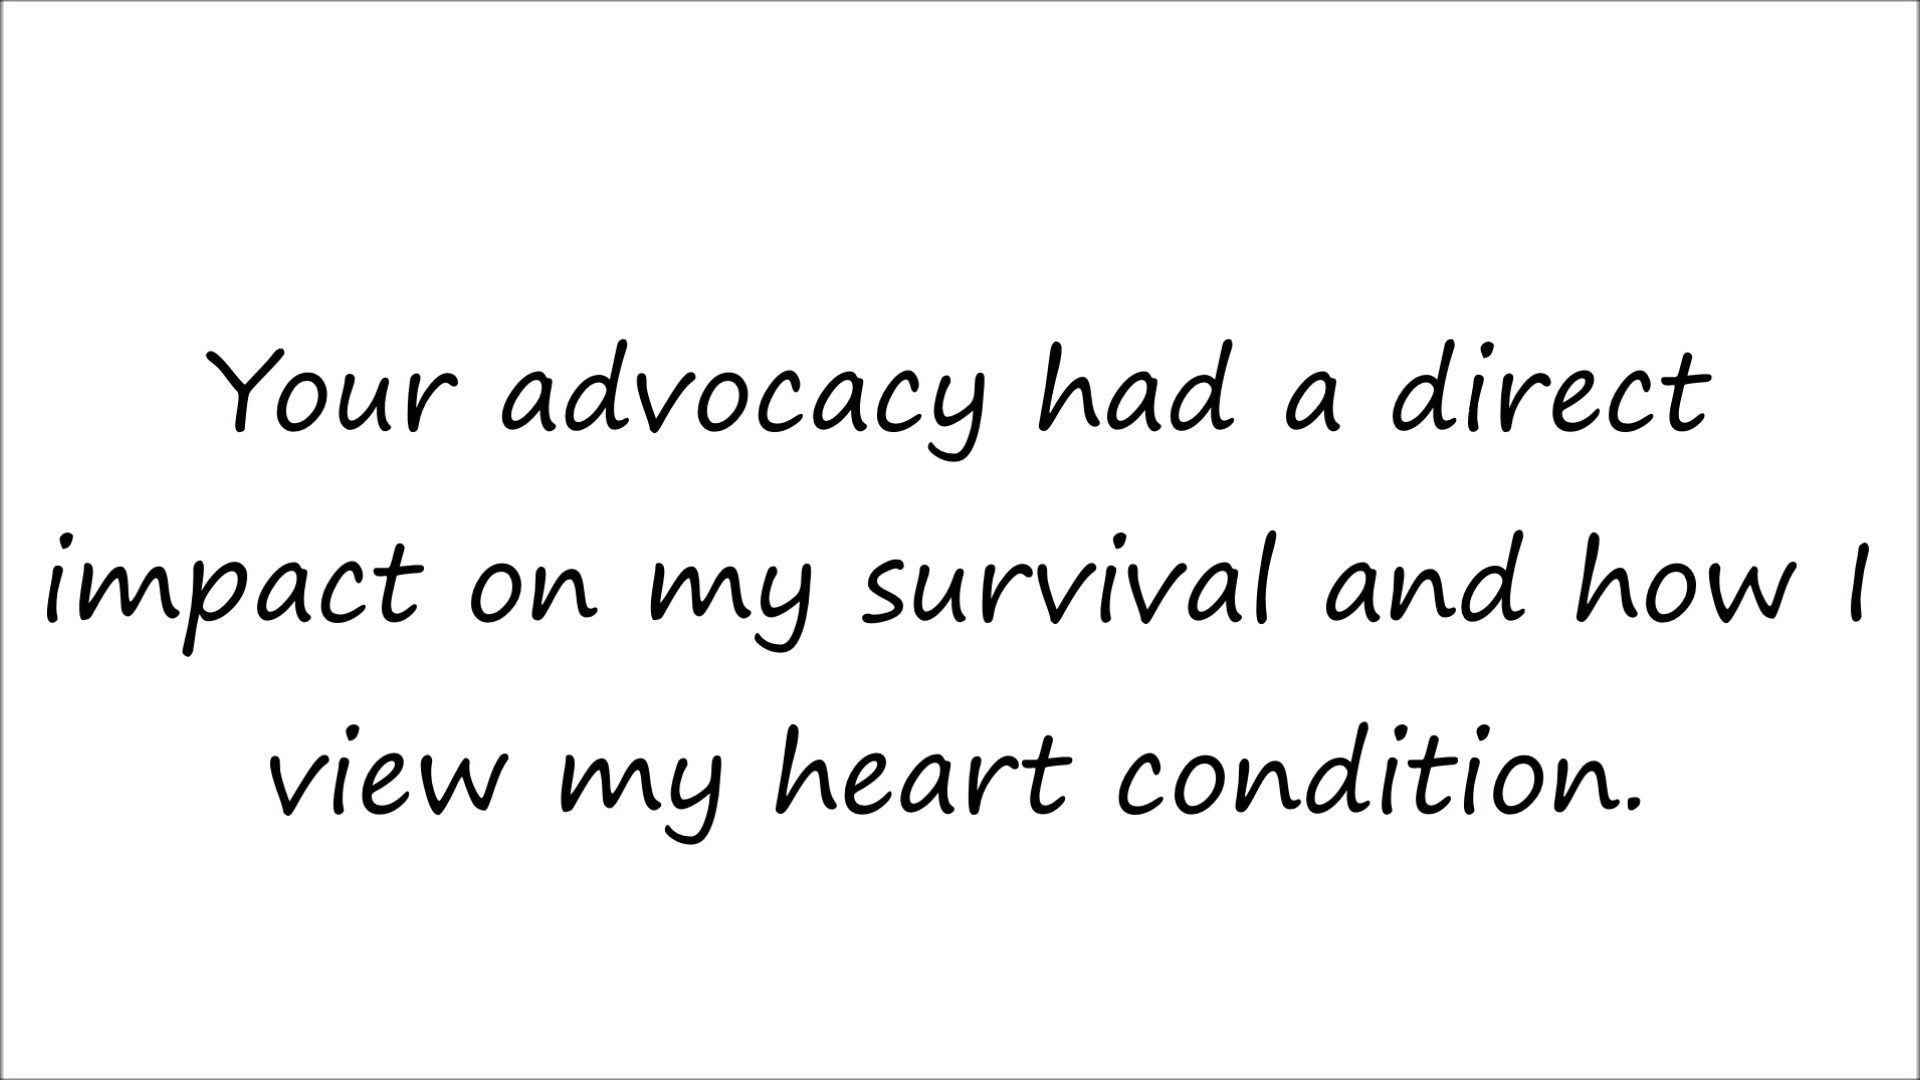 Your advocacy had a direct
impact on my survival and how I
view my heart condition.